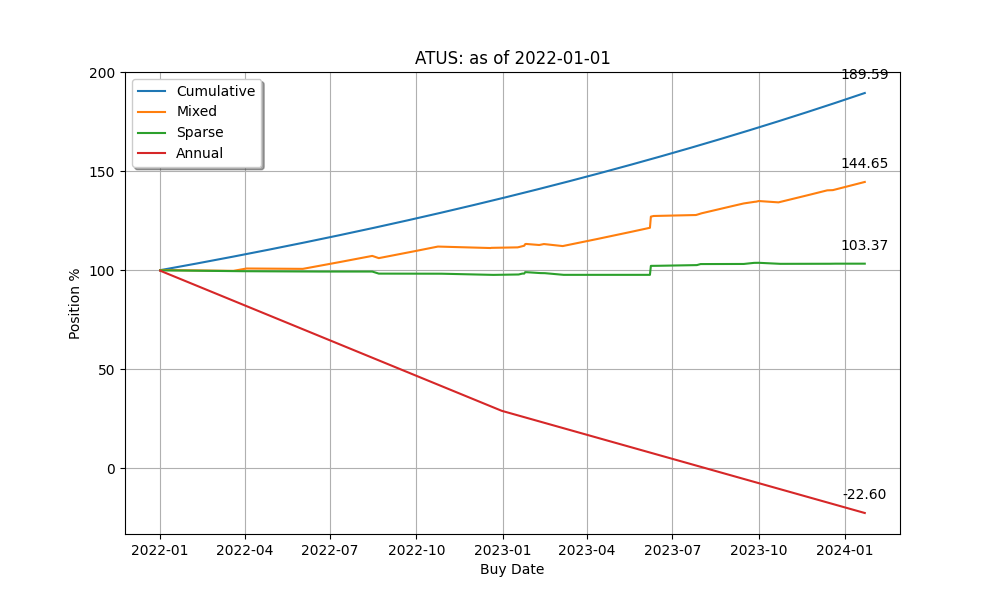 ATUS: as of 2022-01-01
Cumulative
Mixed
Sparse
Annual
189.59
144.65
103.37
-22.60
200
150
100
50
0
Position %
2022-01 2022-04 2022-07 2022-10 2023-01 2023-04 2023-07 2023-10 2024-01
Buy Date